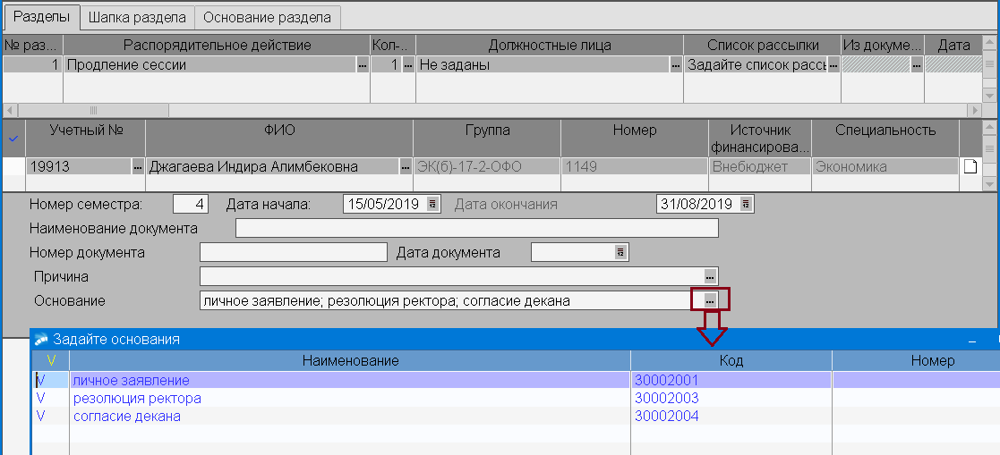 Разделы Шапка раздела Основание раздела
№ раз... Распорядительное действие Кол-... Должностные лица Список рассылки Из докуме... Дата
1 Продление сессии ... 1 ... Не заданы ... Задайте список рассы ... ...
Учетный № ФИО Группа Номер Источник финансирова... Специальность
19913 ... Джагаева Индира Алимбековна ... ЭК(б)-17-2-ОФО 1149 Внебюджет Экономика
Номер семестра: 4 Дата начала: 15/05/2019 12 Дата окончания 31/08/2019 12
Наименование документа
Номер документа Дата документа 12
Причина ...
Основание личное заявление; резолюция ректора; согласие декана ...
Задайте основания
V Наименование Код Номер
V личное заявление 30002001
V резолюция ректора 30002003
V согласие декана 30002004